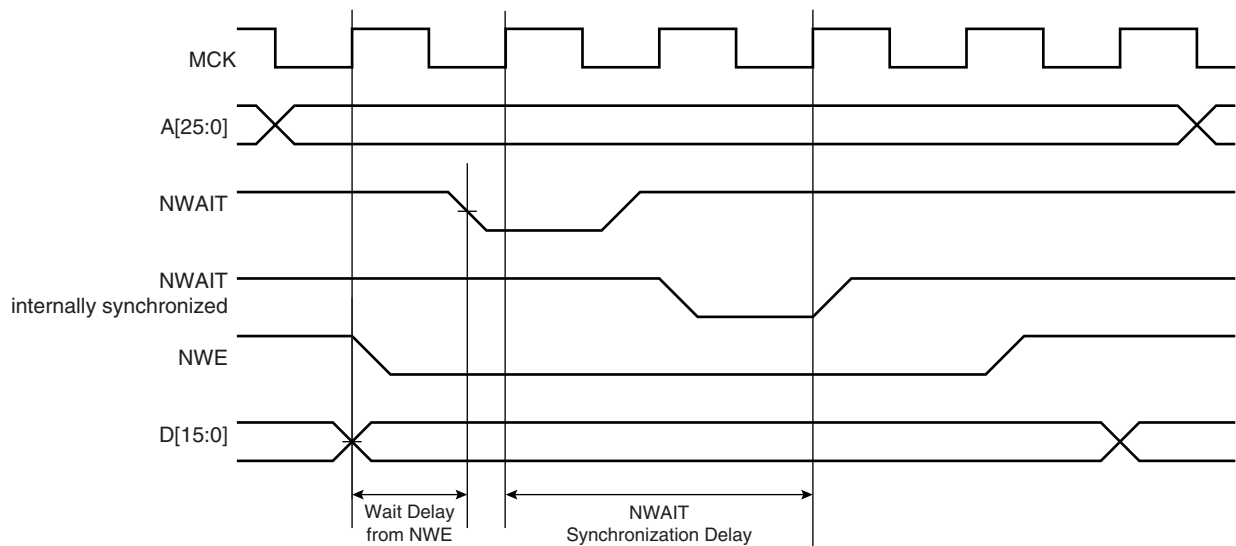 MCK
A[25:0]
NWAIT
NWAIT
internally synchronized
NWE
D[15:0]
Wait Delay
from NWE
NWAIT
Synchronization Delay